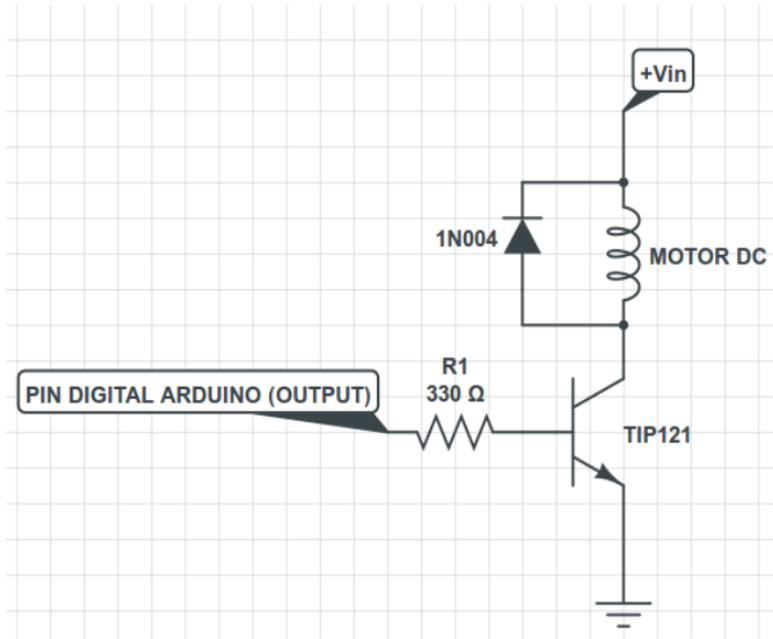 +Vin
1N004
MOTOR DC
R1
330 Ω
PIN DIGITAL ARDUINO (OUTPUT)
TIP121